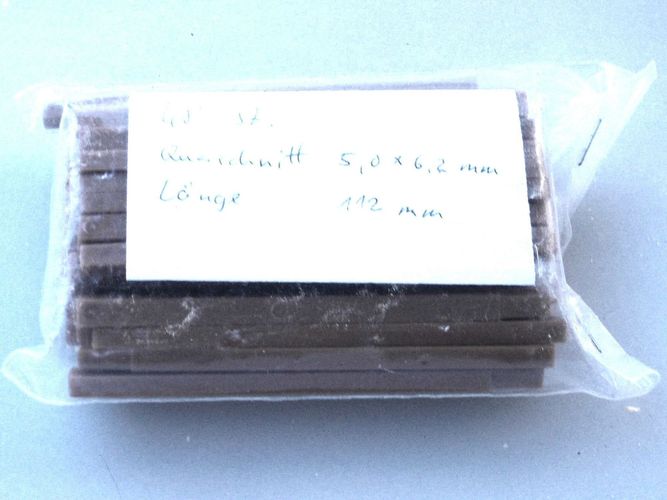 St.
Querschnitt 5,0 x 6,2 mm
Länge 112 mm